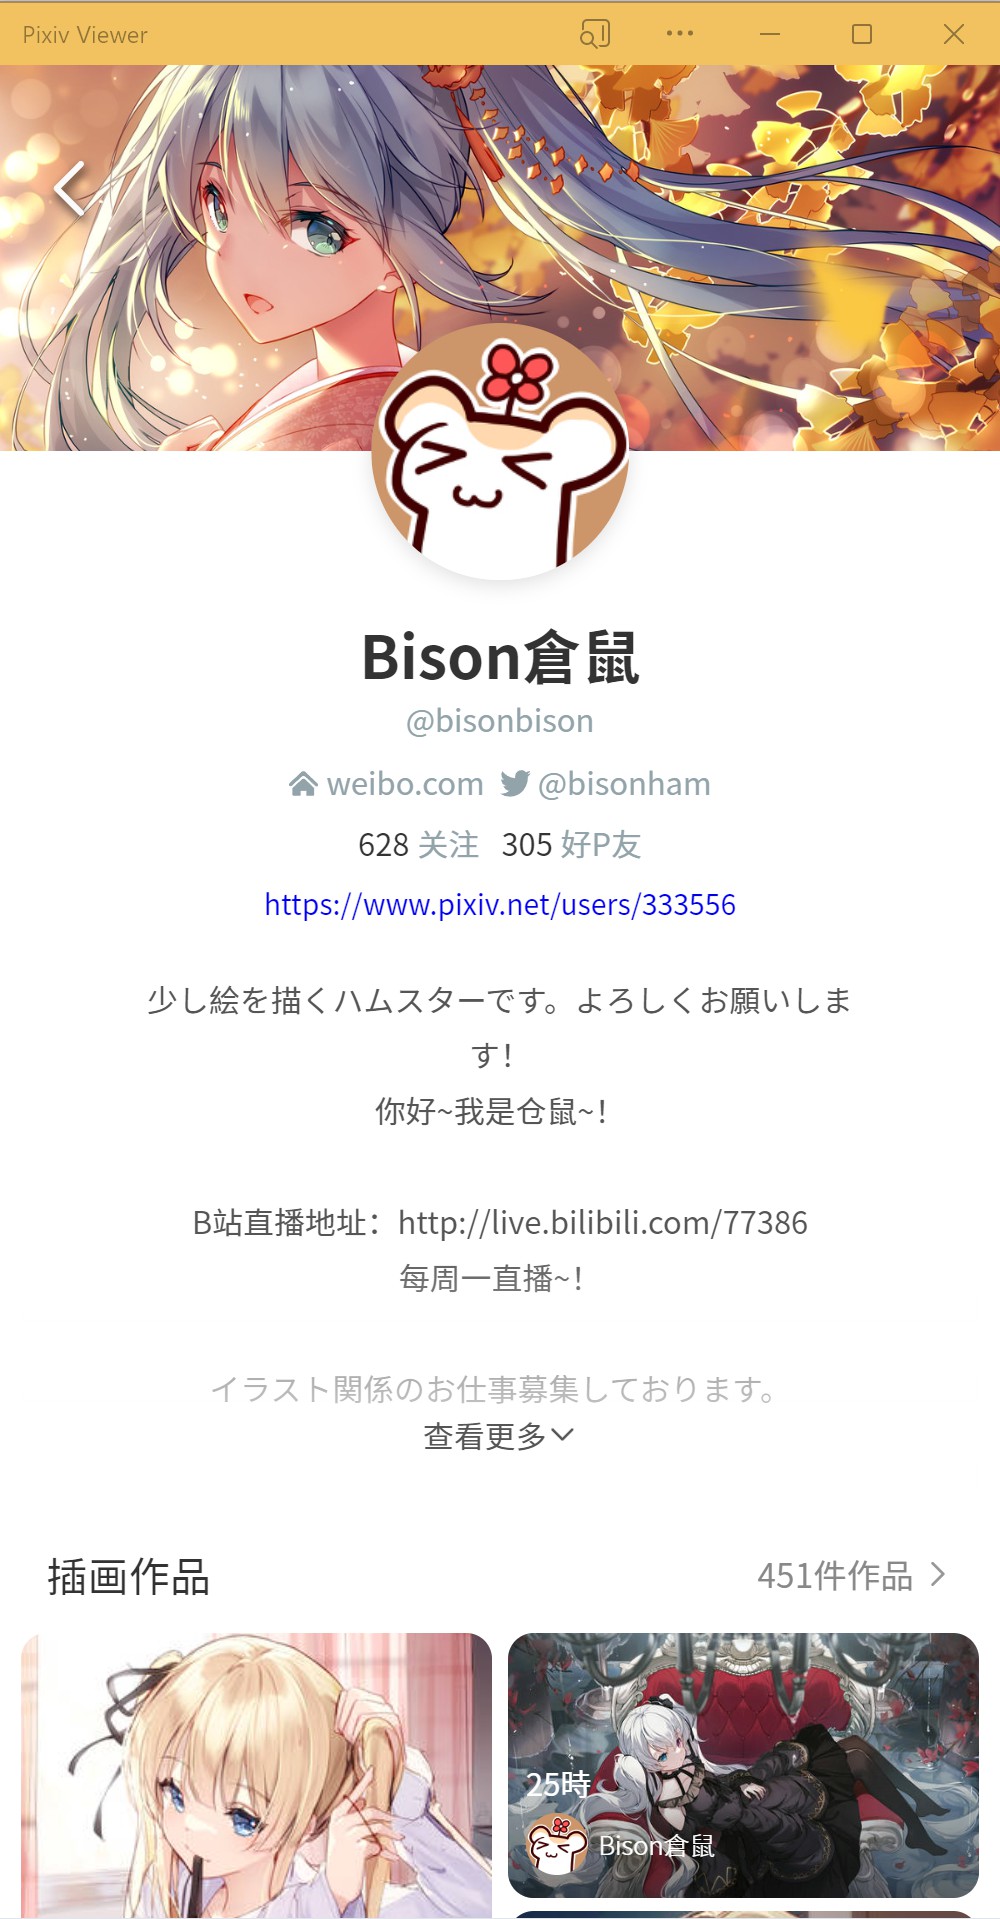 Pixiv Viewer
Bison倉鼠
@bisonbison
weibo.com @bisonham
628 关注 305 好P友
https://www.pixiv.net/users/333556
少し絵を描くハムスターです。よろしくお願いしま
す！
你好~我是仓鼠~！
B站直播地址：http://live.bilibili.com/77386
每周一直播~！
イラスト関係のお仕事募集しております。
查看更多
插画作品
451件作品
25時
Bison倉鼠